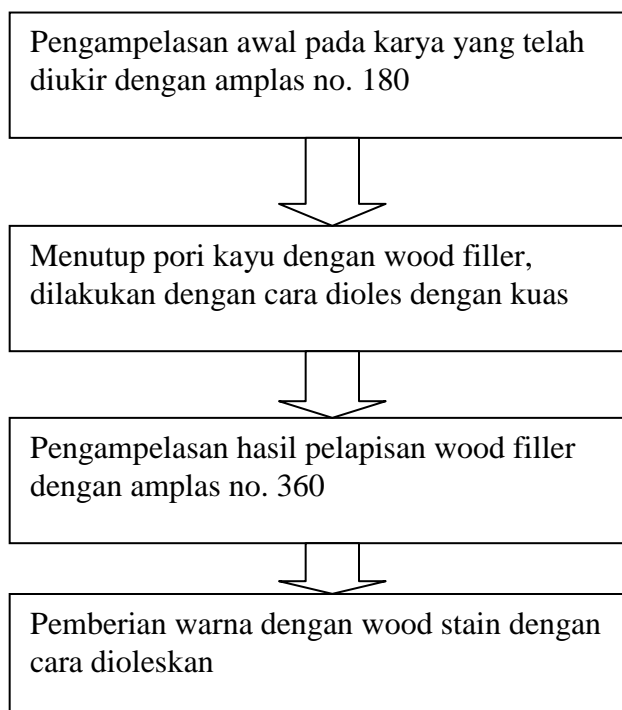 Pengampelasan awal pada karya yang telah
diukir dengan amplas no. 180
Menutup pori kayu dengan wood filler,
dilakukan dengan cara dioles dengan kuas
Pengampelasan hasil pelapisan wood filler
dengan amplas no. 360
Pemberian warna dengan wood stain dengan
cara dioleskan